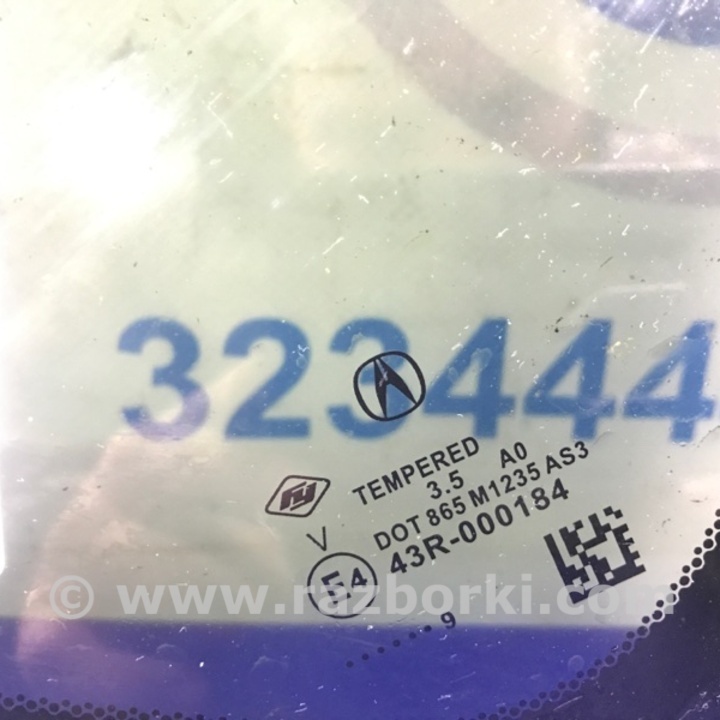 323444
TEMPERED
3.5 A0
DOT 865 M1235 AS3
43R-000184
V
E4
9
© www.razborki.com